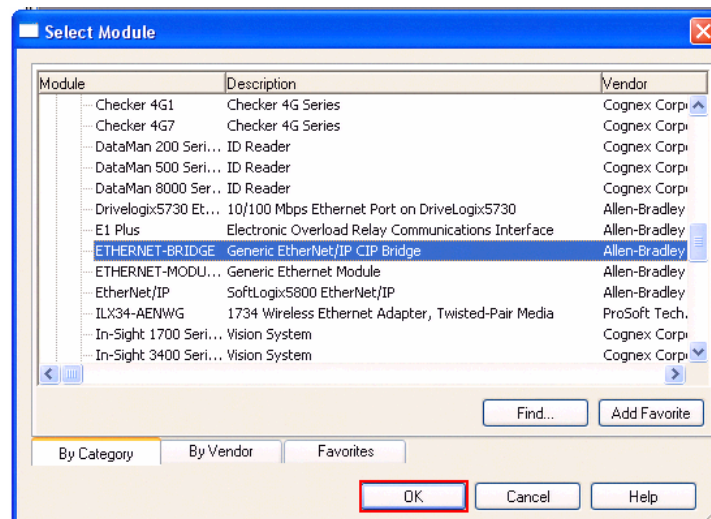 Select Module
Module Description Vendor
Checker 4G1 Checker 4G Series Cognex Corp
Checker 4G7 Checker 4G Series Cognex Corp
DataMan 200 Seri... ID Reader Cognex Corp
DataMan 500 Seri... ID Reader Cognex Corp
DataMan 8000 Ser... ID Reader Cognex Corp
Drivelogix5730 Et... 10/100 Mbps Ethernet Port on DriveLogix5730 Allen-Bradley
E1 Plus Electronic Overload Relay Communications Interface Allen-Bradley
ETHERNET-BRIDGE Generic EtherNet/IP CIP Bridge Allen-Bradley
ETHERNET-MODU... Generic Ethernet Module Allen-Bradley
EtherNet/IP SoftLogix5800 EtherNet/IP Allen-Bradley
ILX34-AENWG 1734 Wireless Ethernet Adapter, Twisted-Pair Media ProSoft Tech.
In-Sight 1700 Seri... Vision System Cognex Corp
In-Sight 3400 Seri... Vision System Cognex Corp
Find... Add Favorite
By Category By Vendor Favorites
OK Cancel Help